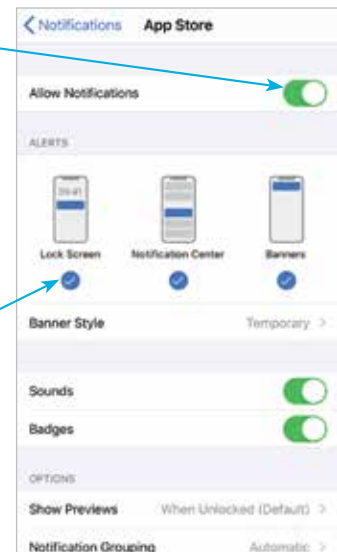 Notifications App Store
Allow Notifications
ALERTS
09:41
Lock Screen Notification Center Banners
Banner Style Temporary >
Sounds
Badges
OPTIONS
Show Previews When Unlocked (Default) >
Notification Grouping Automatic >